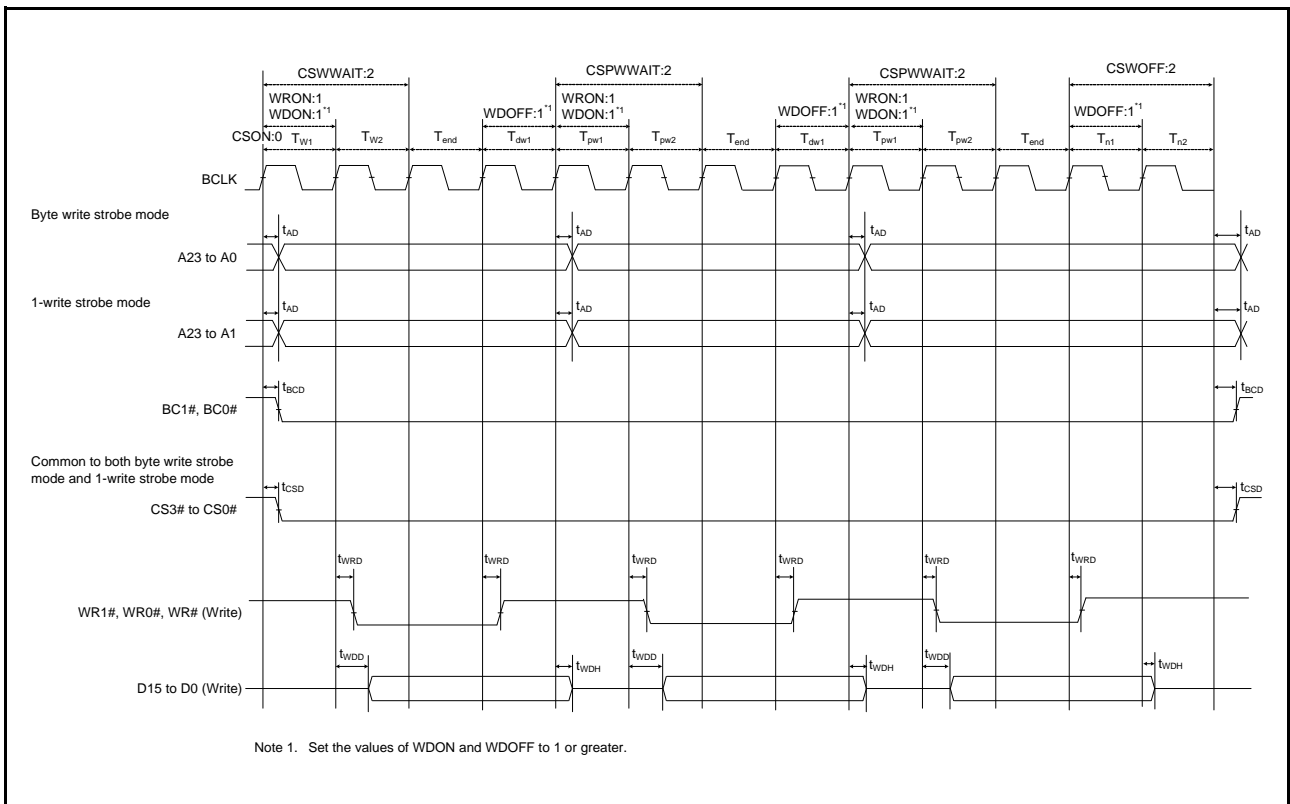 CSWWAIT:2 CSPWWAIT:2 CSPWWAIT:2 CSWOFF:2
WRON:1 WRON:1 WRON:1
WDON:1*1 WDOFF:1*1 WDON:1*1 WDOFF:1*1 WDON:1*1 WDOFF:1*1
CSON:0 TW1 TW2 Tend Tdw1 Tpw1 Tpw2 Tend Tdw1 Tpw1 Tpw2 Tend Tn1 Tn2
BCLK
Byte write strobe mode
tAD tAD tAD tAD
A23 to A0
1-write strobe mode
tAD tAD tAD tAD
A23 to A1
tBCD tBCD
BC1#, BC0#
Common to both byte write strobe
mode and 1-write strobe mode
tCSD tCSD
CS3# to CS0#
tWRD tWRD tWRD tWRD tWRD tWRD
WR1#, WR0#, WR# (Write)
tWDD tWDH tWDD tWDH tWDD tWDH
D15 to D0 (Write)
Note 1. Set the values of WDON and WDOFF to 1 or greater.